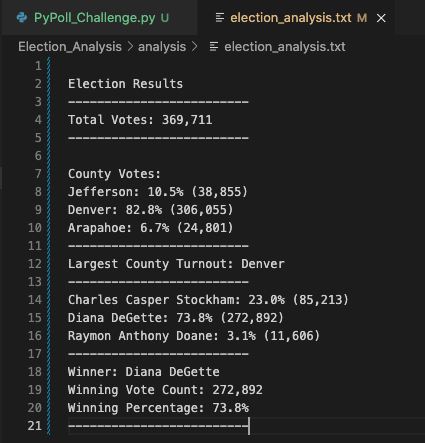 PyPoll_Challenge.py U
election_analysis.txt M ×
Election_Analysis > analysis > election_analysis.txt
1
2 Election Results
3 -------------------------
4 Total Votes: 369,711
5 -------------------------
6
7 County Votes:
8 Jefferson: 10.5% (38,855)
9 Denver: 82.8% (306,055)
10 Arapahoe: 6.7% (24,801)
11 -------------------------
12 Largest County Turnout: Denver
13 -------------------------
14 Charles Casper Stockham: 23.0% (85,213)
15 Diana DeGette: 73.8% (272,892)
16 Raymon Anthony Doane: 3.1% (11,606)
17 -------------------------
18 Winner: Diana DeGette
19 Winning Vote Count: 272,892
20 Winning Percentage: 73.8%
21 -------------------------